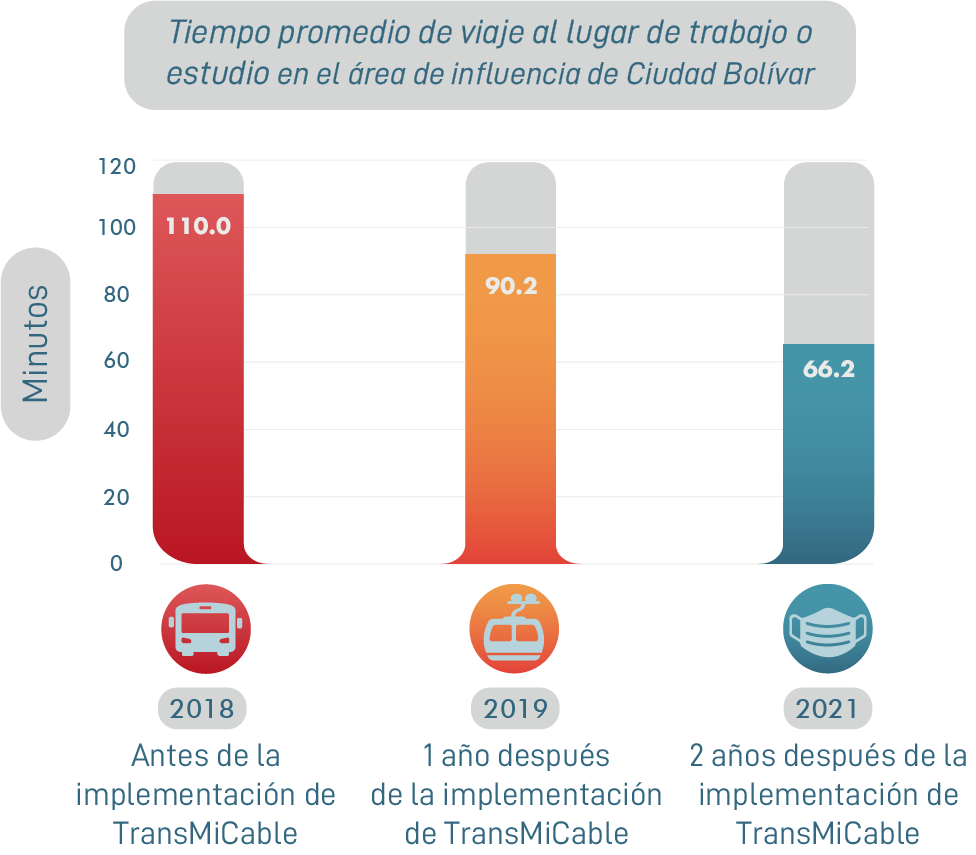 Tiempo promedio de viaje al lugar de trabajo o
estudio en el área de influencia de Ciudad Bolívar
Minutos
120
100
80
60
40
20
0
110.0
90.2
66.2
2018
Antes de la
implementación de
TransMiCable
2019
1 año después
de la implementación
de TransMiCable
2021
2 años después de la
implementación de
TransMiCable